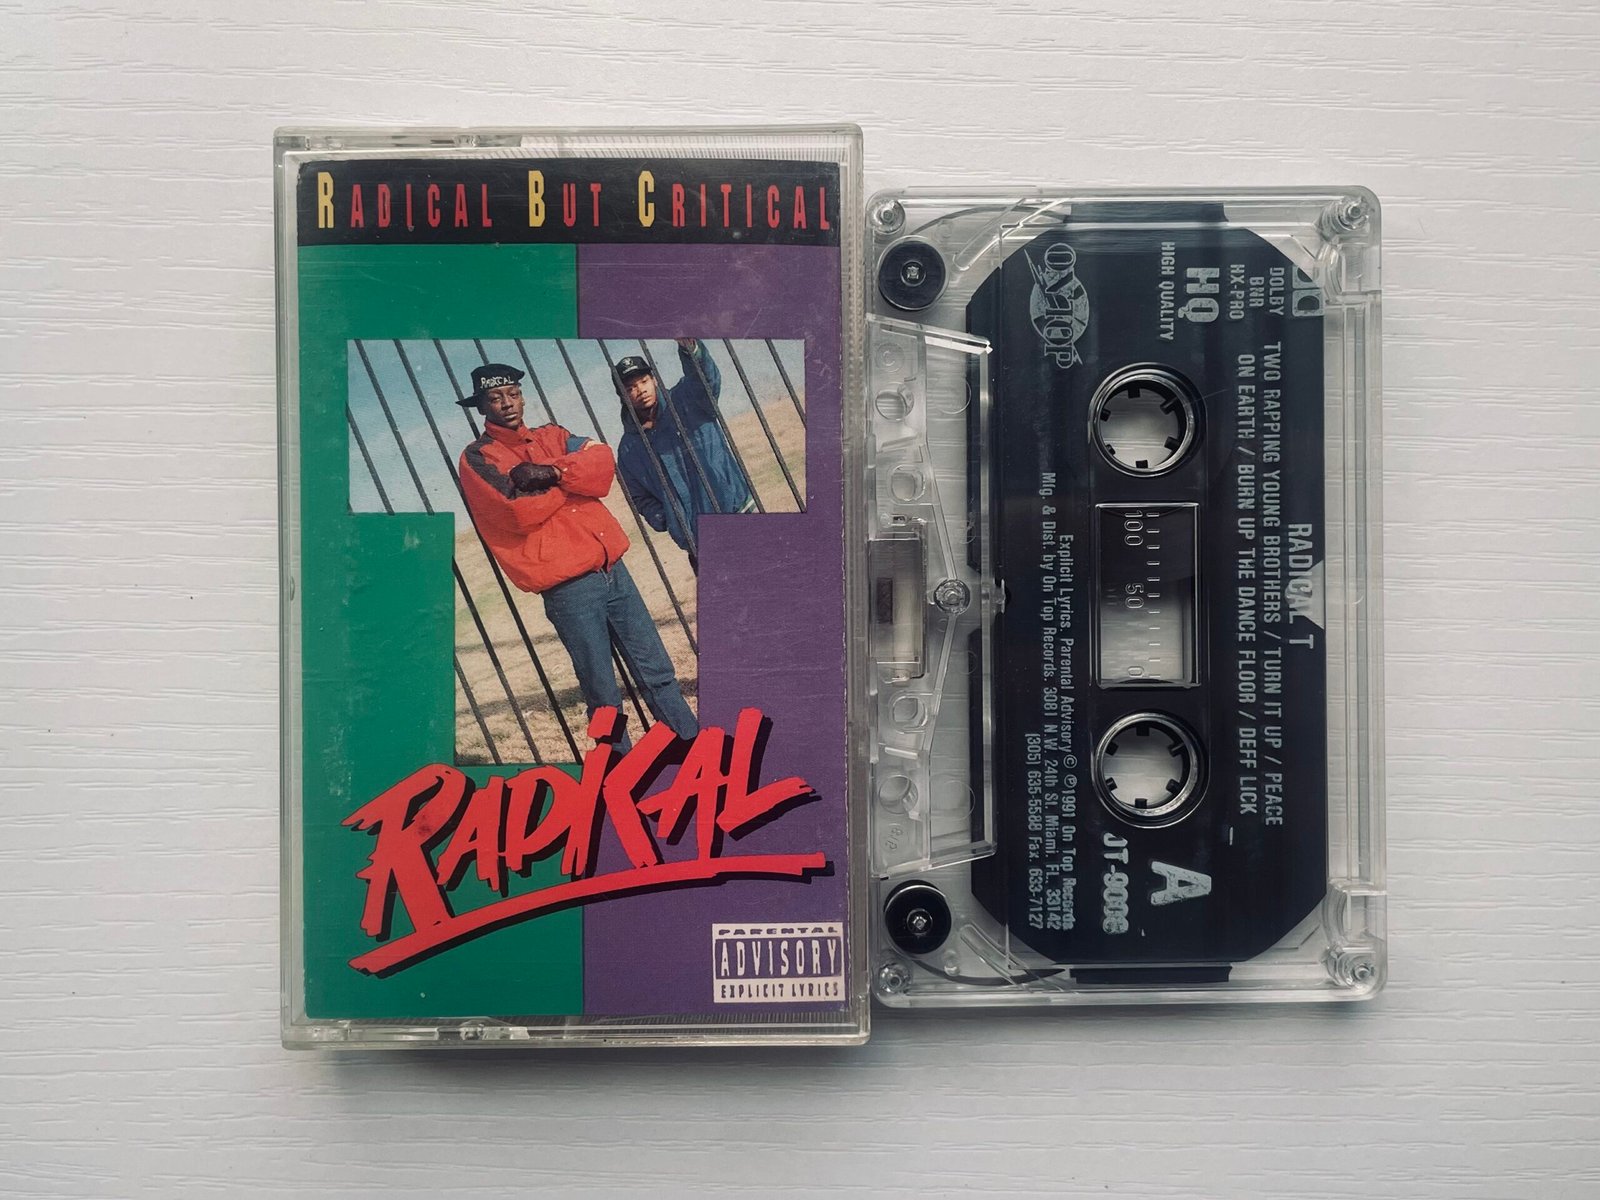 RADICAL BUT CRITICAL
RADICAL
RADICAL
PARENTAL
ADVISORY
EXPLICIT LYRICS
DOLBY
BNR
HX-PRO
HQ
HIGH QUALITY
ON TOP
RADICAL T
TWO RAPPING YOUNG BROTHERS / TURN IT UP / PEACE
ON EARTH / BURN UP THE DANCE FLOOR / DEFF LICK
A
100 50 0
Explicit Lyrics. Parental Advisory © ℗ 1991 On Top Records
Mfg. & Dist. by On Top Records. 3081 N.W. 24th St. Miami. FL. 33142
(305) 635-5588 Fax. 633-7127